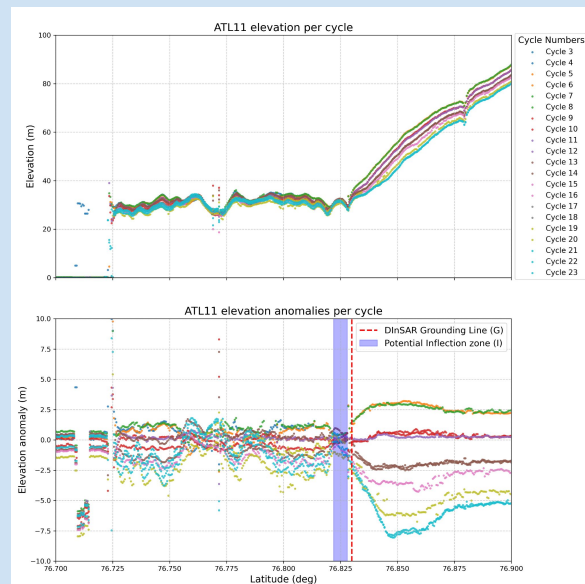 ATL11 elevation per cycle
Elevation (m)
100
80
60
40
20
0
Cycle Numbers
Cycle 3
Cycle 4
Cycle 5
Cycle 6
Cycle 7
Cycle 8
Cycle 9
Cycle 10
Cycle 11
Cycle 12
Cycle 13
Cycle 14
Cycle 15
Cycle 16
Cycle 17
Cycle 18
Cycle 19
Cycle 20
Cycle 21
Cycle 22
Cycle 23
ATL11 elevation anomalies per cycle
Elevation anomaly (m)
10.0
7.5
5.0
2.5
0.0
−2.5
−5.0
−7.5
−10.0
DInSAR Grounding Line (G)
Potential Inflection zone (I)
76.700 76.725 76.750 76.775 76.800 76.825 76.850 76.875 76.900
Latitude (deg)